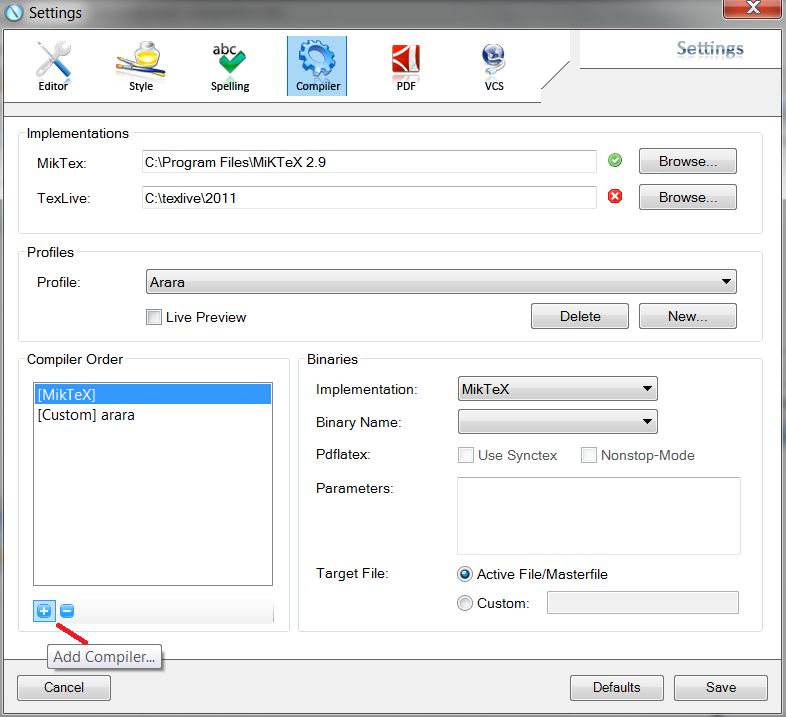 Settings
Settings
abc
Editor Style Spelling Compiler PDF VCS
Implementations
MikTex: C:\Program Files\MiKTeX 2.9 Browse...
TexLive: C:\texlive\2011 Browse...
Profiles
Profile: Arara
Live Preview Delete New...
Compiler Order
[MikTeX]
[Custom] arara
Binaries
Implementation: MikTeX
Binary Name:
Pdflatex: Use Synctex Nonstop-Mode
Parameters:
Target File: Active File/Masterfile
Custom:
Add Compiler...
Cancel Defaults Save